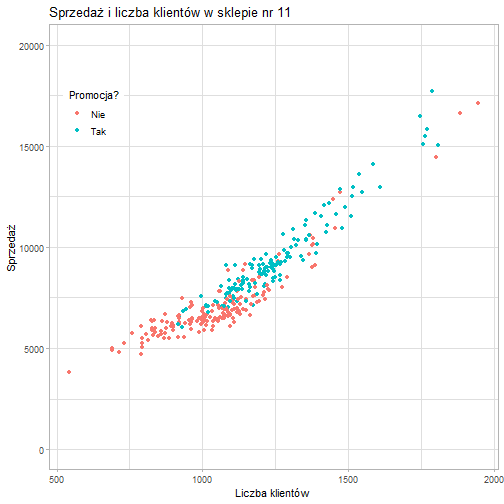 Sprzedaż i liczba klientów w sklepie nr 11
20000
15000
10000
5000
0
Sprzedaż
Promocja?
Nie
Tak
500
1000
1500
2000
Liczba klientów